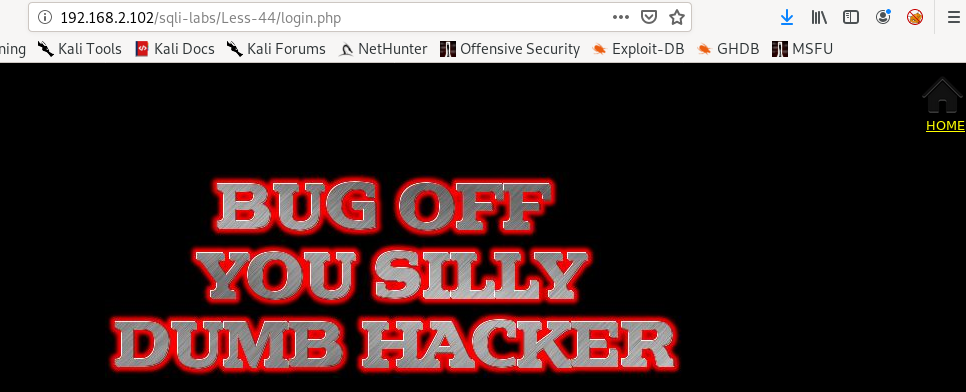 192.168.2.102/sqli-labs/Less-44/login.php
ning Kali Tools Kali Docs Kali Forums NetHunter Offensive Security Exploit-DB GHDB MSFU
HOME
BUG OFF
YOU SILLY
DUMB HACKER